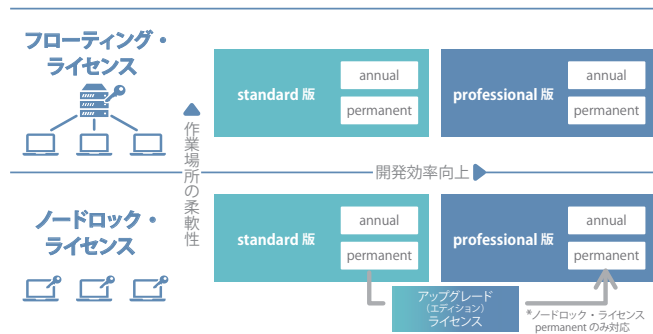 フローティング・
ライセンス
standard 版
annual
permanent
professional 版
annual
permanent
作業場所の柔軟性
開発効率向上
ノードロック・
ライセンス
standard 版
annual
permanent
professional 版
annual
permanent
アップグレード
（エディション）
ライセンス
*ノードロック・ライセンス
permanent のみ対応